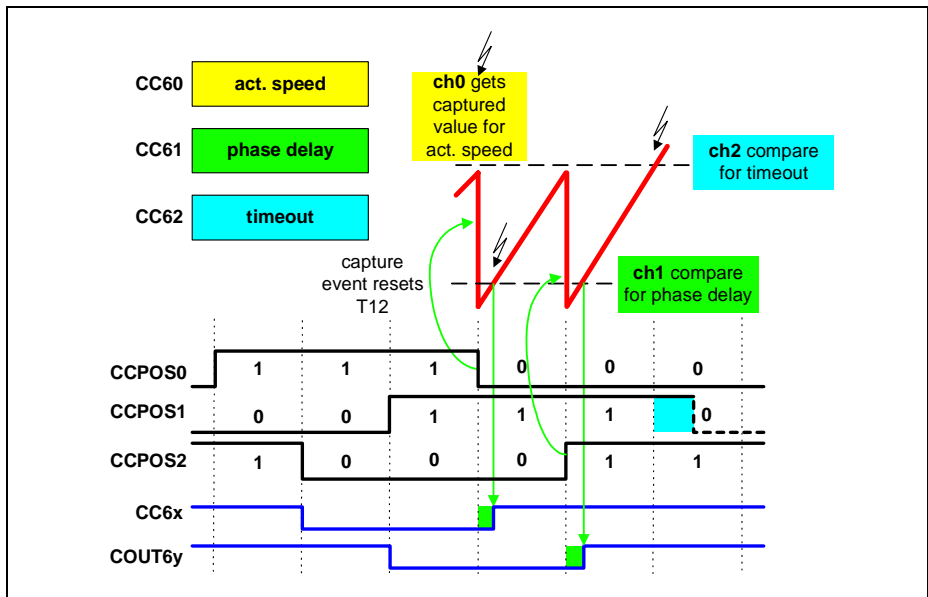 CC60
act. speed
CC61
phase delay
CC62
timeout
ch0 gets
captured
value for
act. speed
ch2 compare
for timeout
capture
event resets
T12
ch1 compare
for phase delay
CCPOS0
1 1 1 0 0 0
CCPOS1
0 0 1 1 1 0
CCPOS2
1 0 0 0 1 1
CC6x
COUT6y